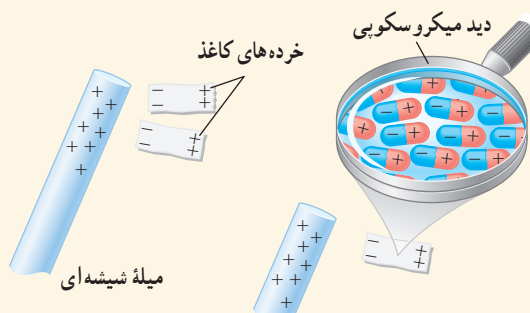 دید میکروسکوپی
خرده‌های کاغذ
میلهٔ شیشه‌ای